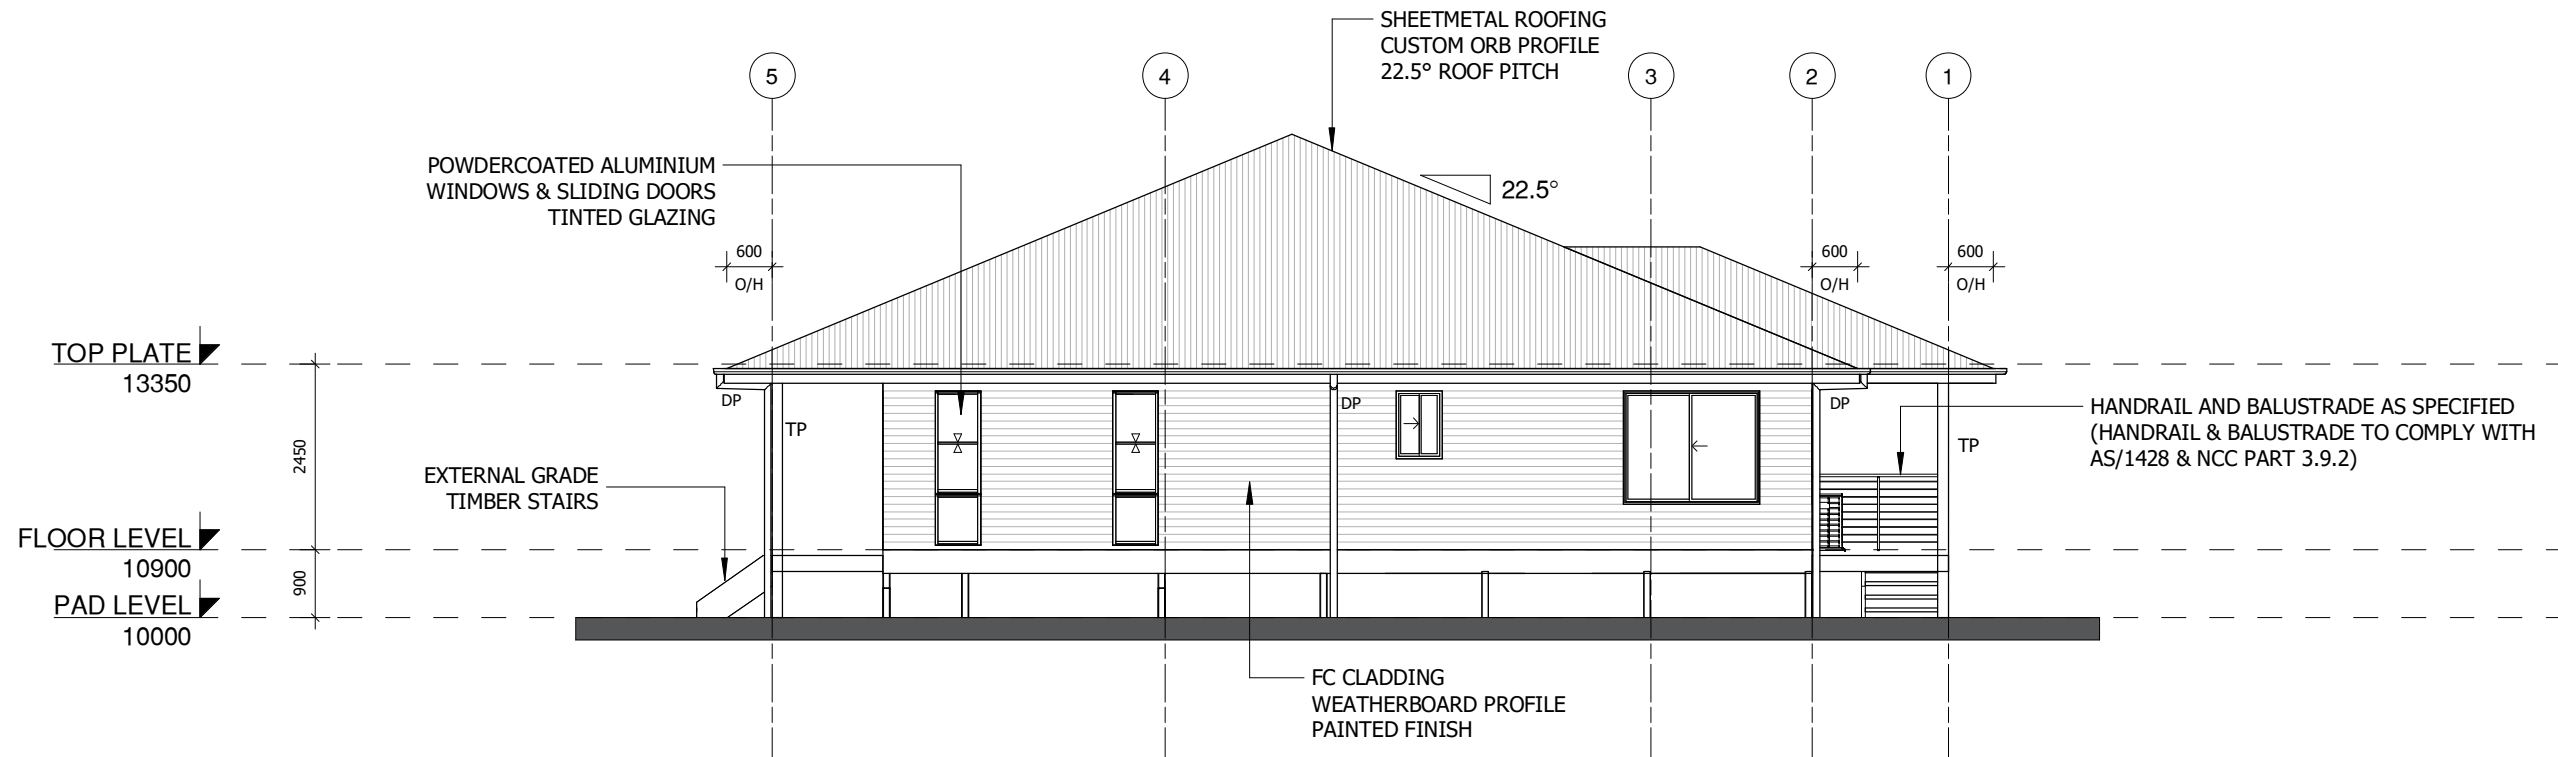 SHEETMETAL ROOFING
CUSTOM ORB PROFILE
22.5° ROOF PITCH
5
4
3
2
1
POWDERCOATED ALUMINIUM
WINDOWS & SLIDING DOORS
TINTED GLAZING
22.5°
600
O/H
600
O/H
600
O/H
TOP PLATE
13350
DP
DP
DP
TP
TP
HANDRAIL AND BALUSTRADE AS SPECIFIED
(HANDRAIL & BALUSTRADE TO COMPLY WITH
AS/1428 & NCC PART 3.9.2)
2450
EXTERNAL GRADE
TIMBER STAIRS
FLOOR LEVEL
10900
900
PAD LEVEL
10000
FC CLADDING
WEATHERBOARD PROFILE
PAINTED FINISH